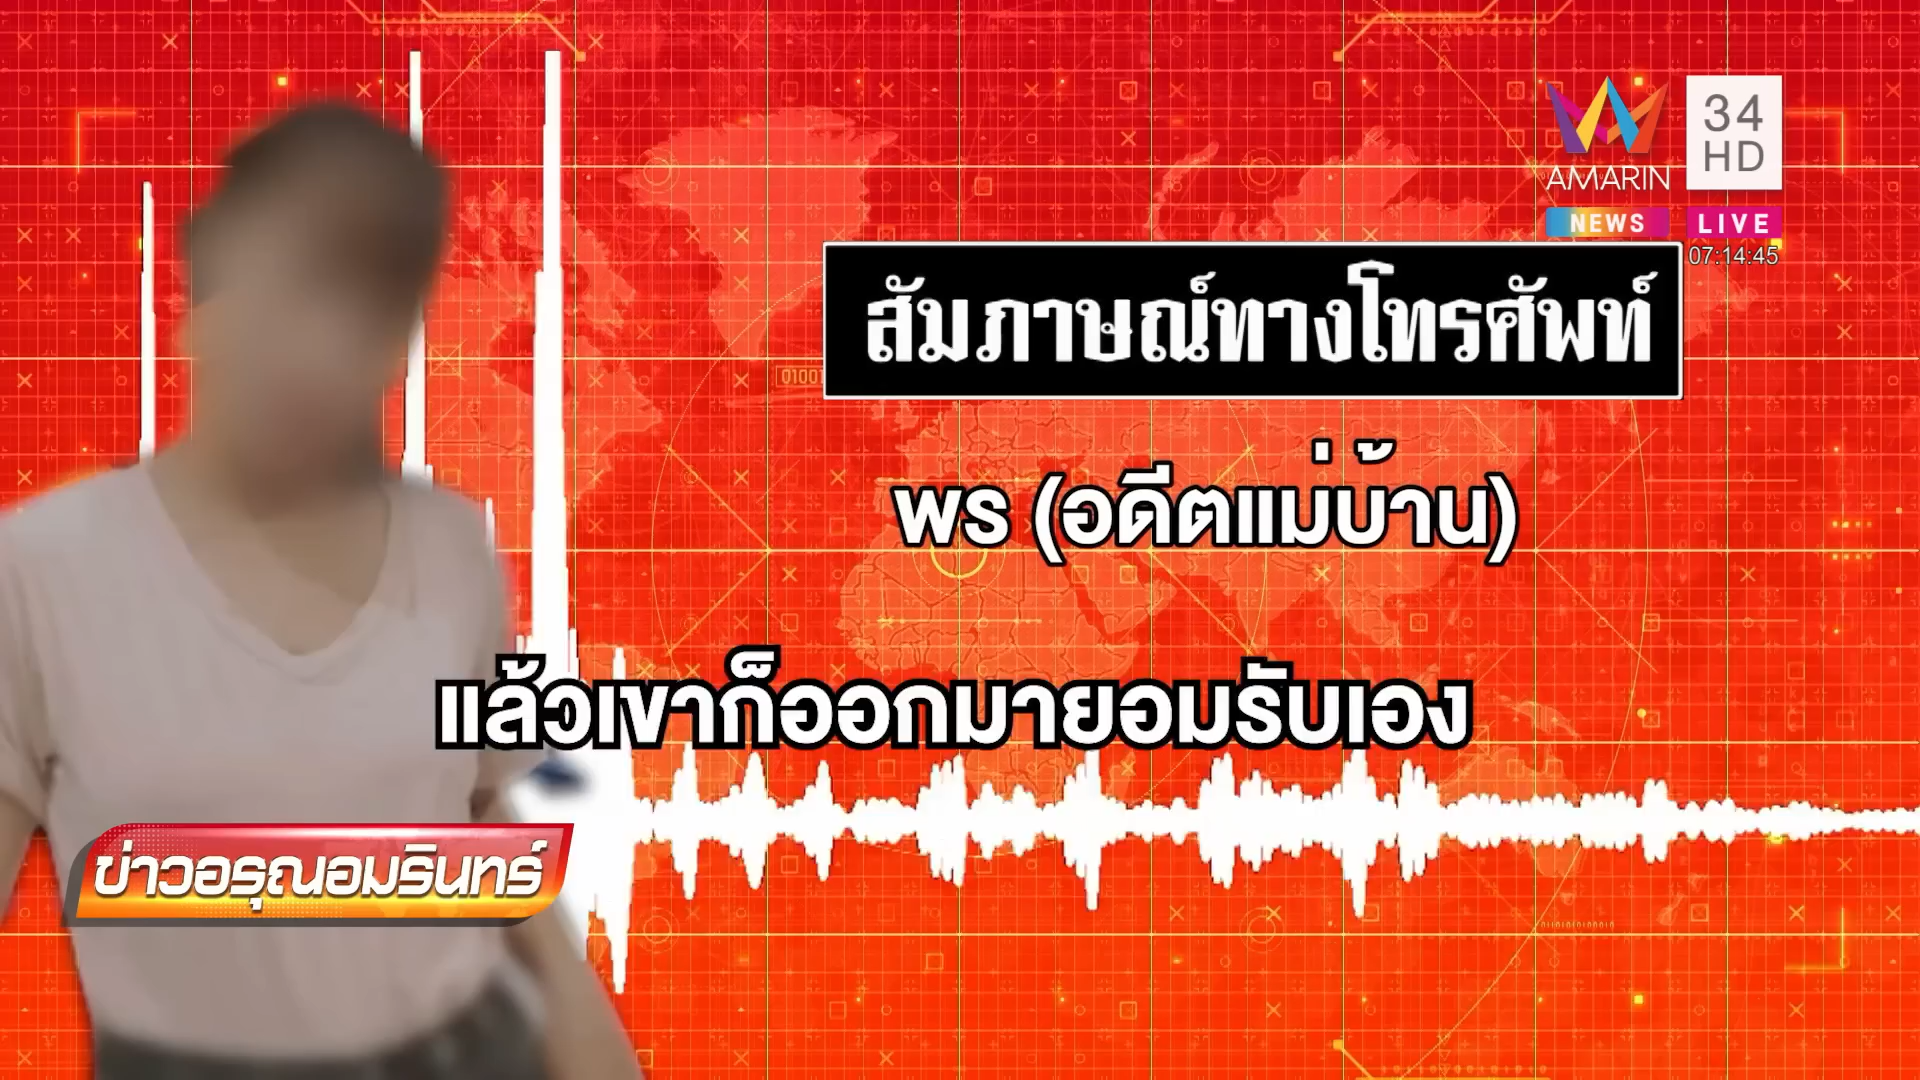 AMARIN
34
HD
NEWS
LIVE
07:14:45
สัมภาษณ์ทางโทรศัพท์
พร (อดีตแม่บ้าน)
แล้วเขาก็ออกมายอมรับเอง
ข่าวอรุณอมรินทร์